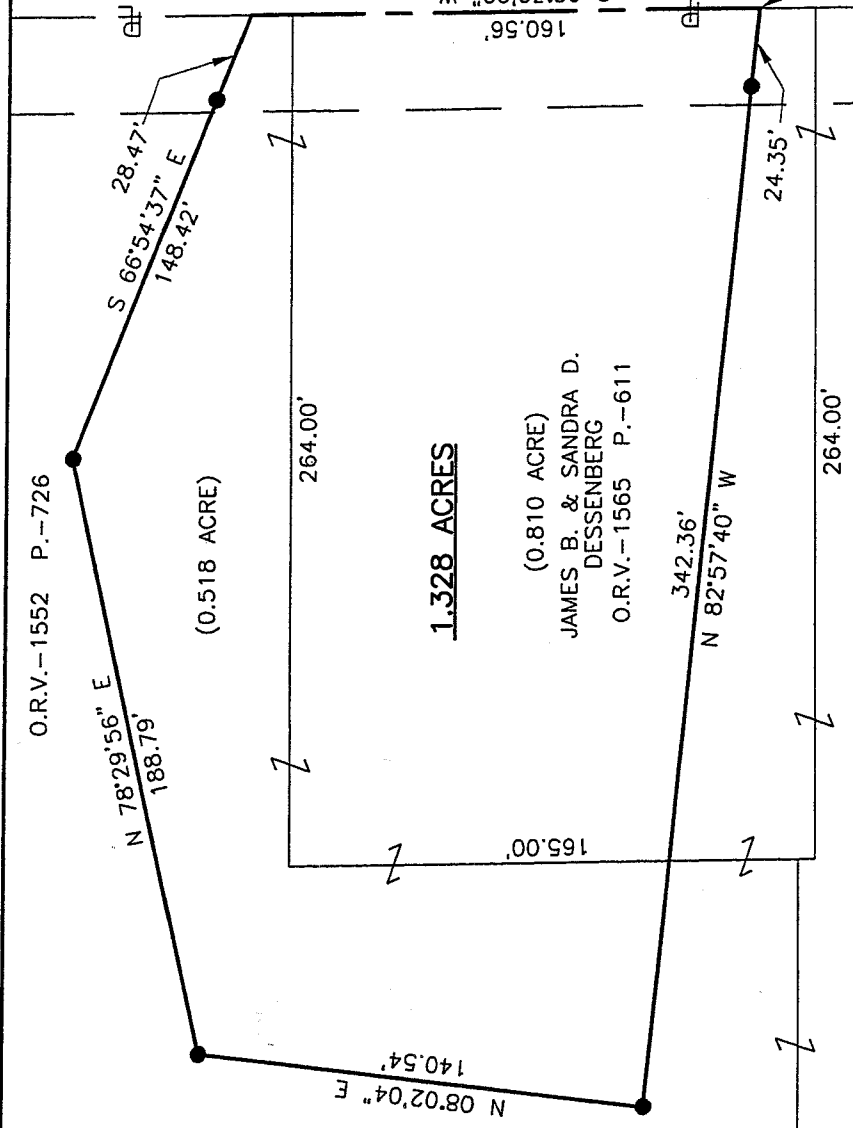 O.R.V.-1552 P.-726
N 78°29'56" E
188.79'
S 66°54'37" E
148.42'
28.47'
PL
160.56'
PL
(0.518 ACRE)
264.00'
1.328 ACRES
(0.810 ACRE)
JAMES B. & SANDRA D.
DESSENBERG
O.R.V.-1565 P.-611
165.00'
342.36'
N 82°57'40" W
24.35'
264.00'
N 08°02'04" E
140.54'